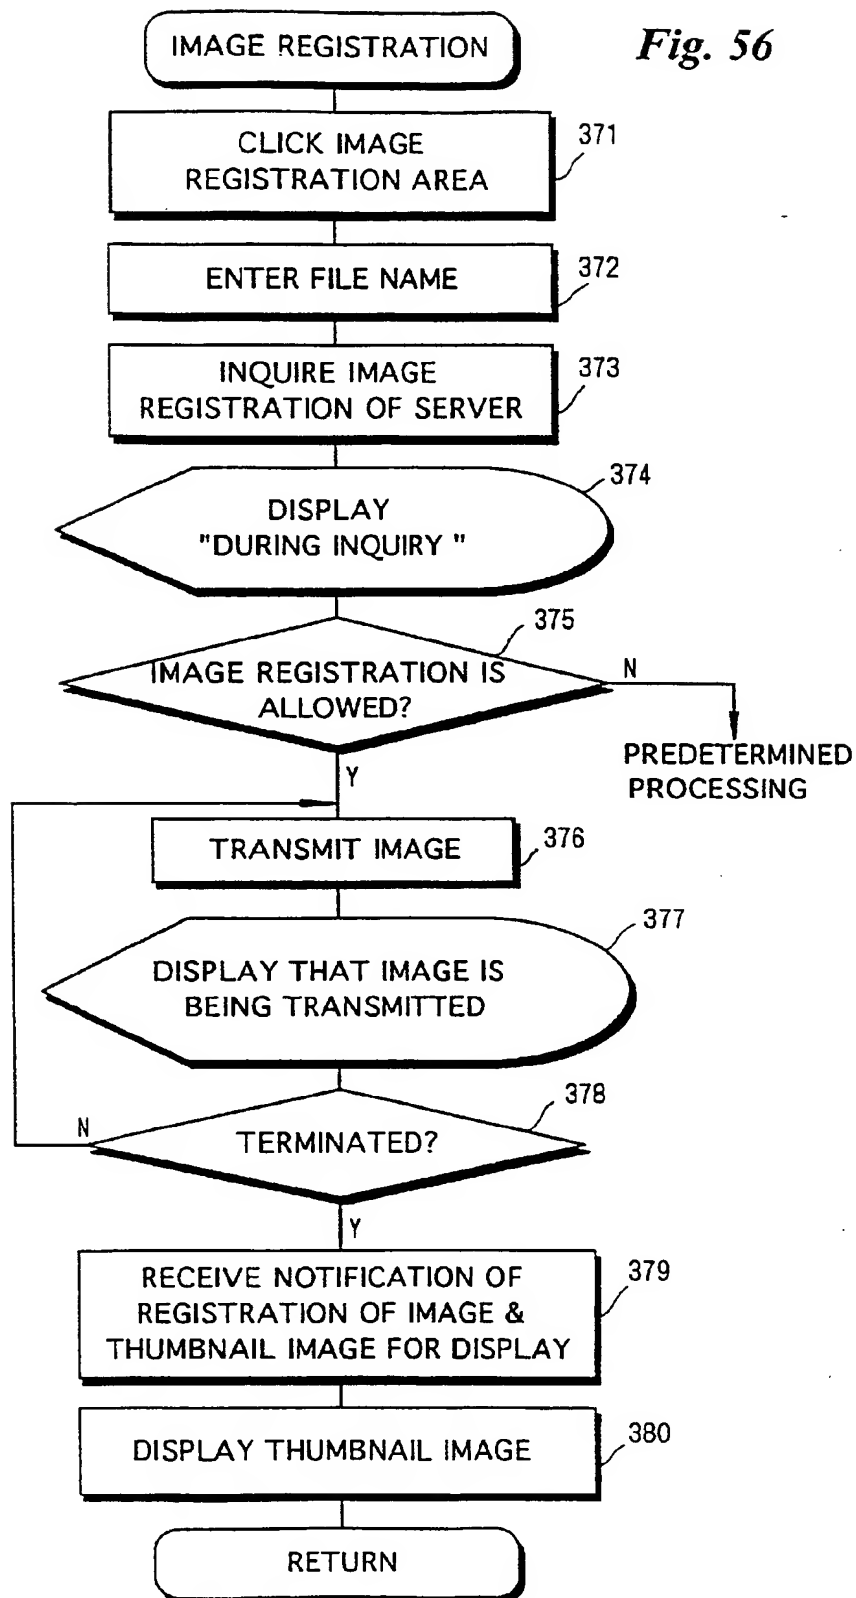 IMAGE REGISTRATION
Fig. 56
CLICK IMAGE
REGISTRATION AREA
371
ENTER FILE NAME
372
INQUIRE IMAGE
REGISTRATION OF SERVER
373
DISPLAY
"DURING INQUIRY "
374
IMAGE REGISTRATION IS
ALLOWED?
375
N
PREDETERMINED
PROCESSING
Y
TRANSMIT IMAGE
376
DISPLAY THAT IMAGE IS
BEING TRANSMITTED
377
TERMINATED?
378
N
Y
RECEIVE NOTIFICATION OF
REGISTRATION OF IMAGE &
THUMBNAIL IMAGE FOR DISPLAY
379
DISPLAY THUMBNAIL IMAGE
380
RETURN